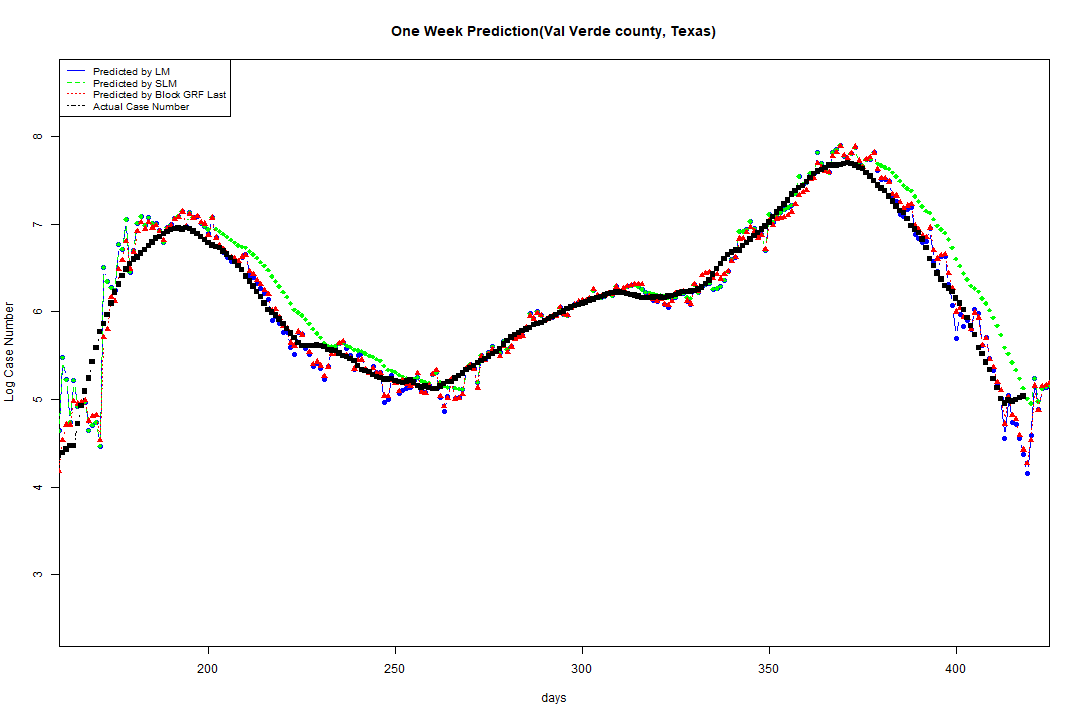 One Week Prediction(Val Verde county, Texas)
Predicted by LM
Predicted by SLM
Predicted by Block GRF Last
Actual Case Number
8
7
6
5
4
3
Log Case Number
200 250 300 350 400
days